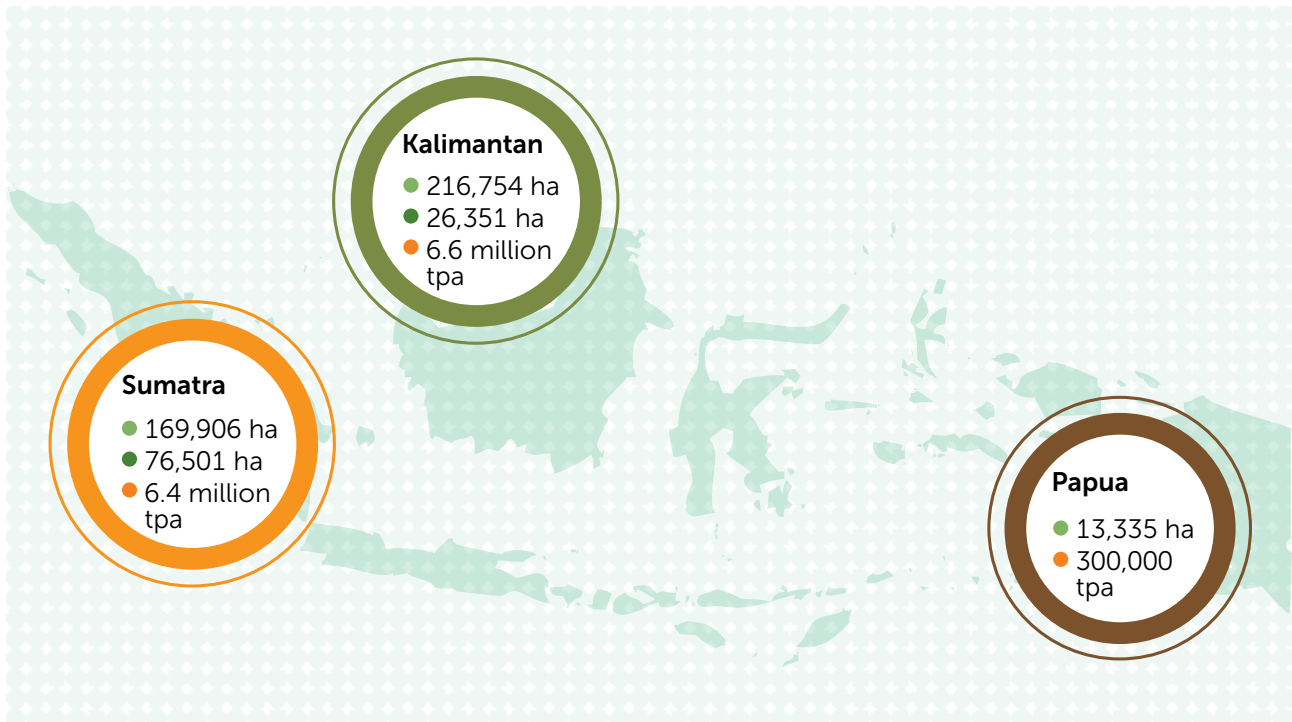 Kalimantan
216,754 ha
26,351 ha
6.6 million
tpa
Sumatra
169,906 ha
76,501 ha
6.4 million
tpa
Papua
13,335 ha
300,000
tpa